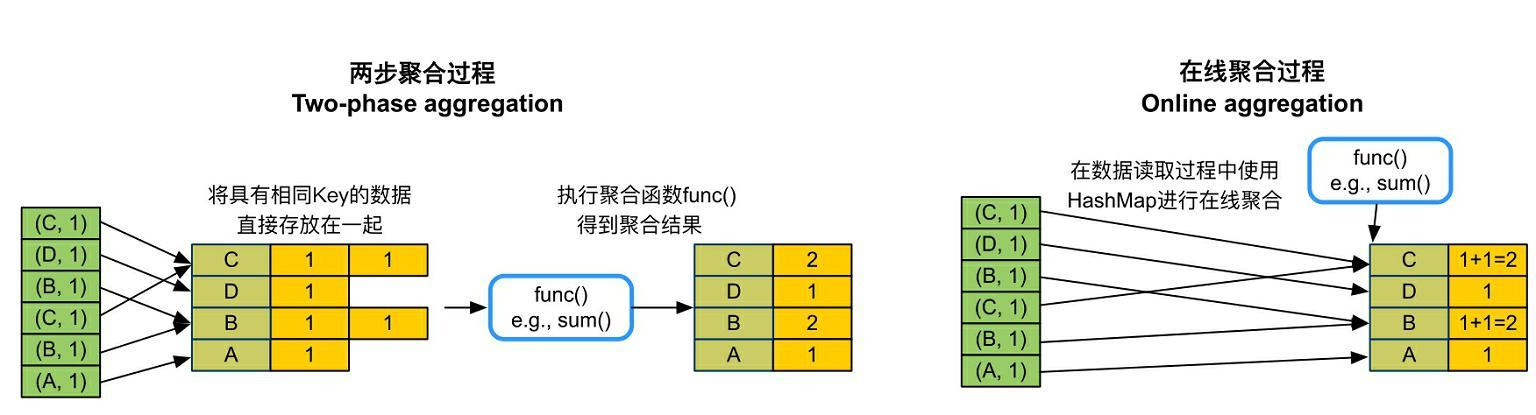 两步聚合过程
Two-phase aggregation
将具有相同Key的数据
直接存放在一起
执行聚合函数func()
得到聚合结果
(C, 1)
(D, 1)
(B, 1)
(C, 1)
(B, 1)
(A, 1)
C 1 1
D 1
B 1 1
A 1
func()
e.g., sum()
C 2
D 1
B 2
A 1
在线聚合过程
Online aggregation
在数据读取过程中使用
HashMap进行在线聚合
func()
e.g., sum()
(C, 1)
(D, 1)
(B, 1)
(C, 1)
(B, 1)
(A, 1)
C 1+1=2
D 1
B 1+1=2
A 1